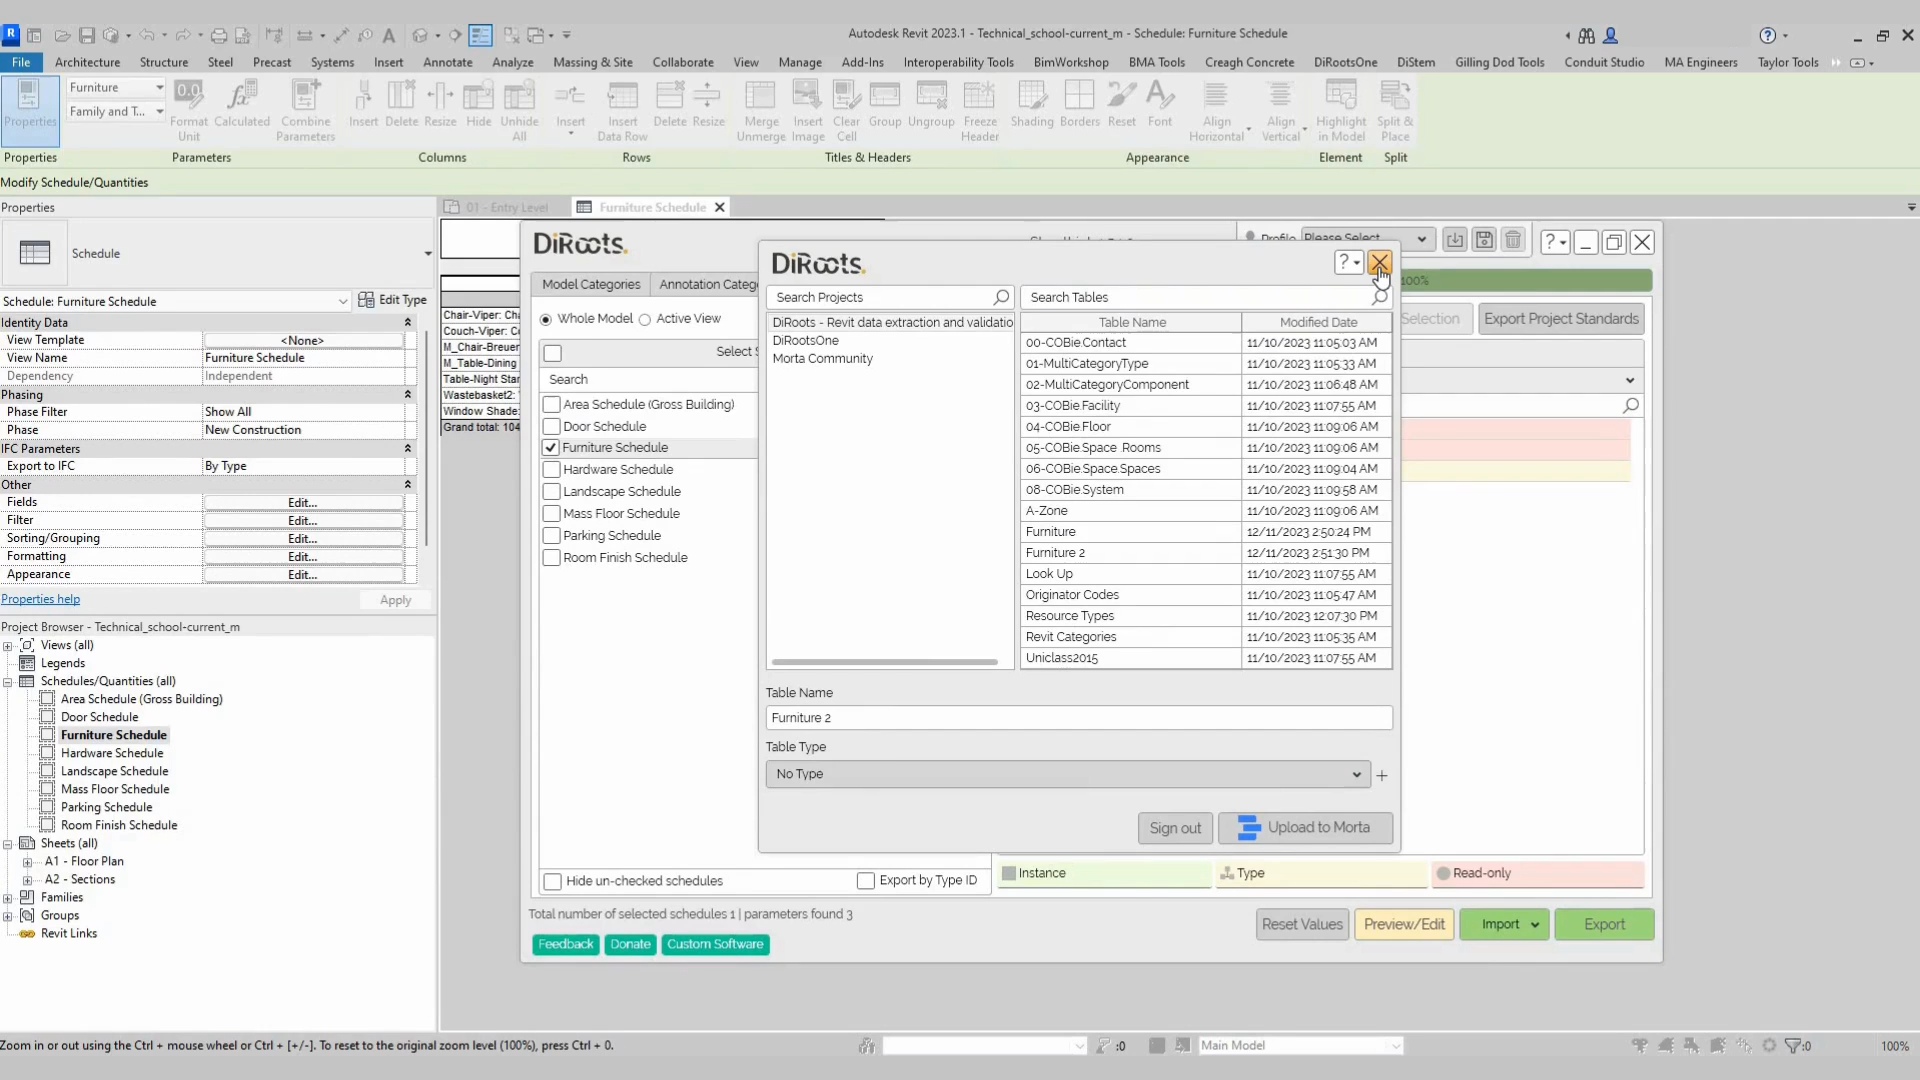 Autodesk Revit 2023.1 - Technical_school-current_m - Schedule: Furniture Schedule
File Architecture Structure Steel Precast Systems Insert Annotate Analyze Massing & Site Collaborate View Manage Add-Ins Interoperability Tools BimWorkshop BMA Tools Creagh Concrete DiRootsOne DiStem Gilling Dod Tools Conduit Studio MA Engineers Taylor Tools
Furniture
Family and T...
Properties Format Unit Calculated Combine Parameters Insert Delete Resize Hide Unhide All Insert Insert Data Row Delete Resize Merge Unmerge Insert Image Clear Cell Group Ungroup Freeze Header Shading Borders Reset Font Align Horizontal Align Vertical Highlight in Model Split & Place
Properties Parameters Columns Rows Titles & Headers Appearance Element Split
Modify Schedule/Quantities
Properties
Schedule
Schedule: Furniture Schedule Edit Type
Identity Data
View Template <None>
View Name Furniture Schedule
Dependency Independent
Phasing
Phase Filter Show All
Phase New Construction
IFC Parameters
Export to IFC By Type
Other
Fields Edit...
Filter Edit...
Sorting/Grouping Edit...
Formatting Edit...
Appearance Edit...
Properties help Apply
Project Browser - Technical_school-current_m
Views (all)
Legends
Schedules/Quantities (all)
Area Schedule (Gross Building)
Door Schedule
Furniture Schedule
Hardware Schedule
Landscape Schedule
Mass Floor Schedule
Parking Schedule
Room Finish Schedule
Sheets (all)
A1 - Floor Plan
A2 - Sections
Families
Groups
Revit Links
01 - Entry Level Furniture Schedule
Chair-Viper: Cha
Couch-Viper: Co
M_Chair-Breuer
M_Table-Dining
Table-Night Star
Wastebasket2:
Window Shade:
Grand total: 104
DiRoots.
Profile Please Select
100%
Model Categories Annotation Categ
Whole Model Active View
Select S
Search
Area Schedule (Gross Building)
Door Schedule
Furniture Schedule
Hardware Schedule
Landscape Schedule
Mass Floor Schedule
Parking Schedule
Room Finish Schedule
Selection Export Project Standards
DiRoots.
Search Projects Search Tables
DiRoots - Revit data extraction and validatio
DiRootsOne
Morta Community
Table Name Modified Date
00-COBie.Contact 11/10/2023 11:05:03 AM
01-MultiCategoryType 11/10/2023 11:05:33 AM
02-MultiCategoryComponent 11/10/2023 11:06:48 AM
03-COBie.Facility 11/10/2023 11:07:55 AM
04-COBie.Floor 11/10/2023 11:09:06 AM
05-COBie.Space Rooms 11/10/2023 11:09:06 AM
06-COBie.Space.Spaces 11/10/2023 11:09:04 AM
08-COBie.System 11/10/2023 11:09:58 AM
A-Zone 11/10/2023 11:09:06 AM
Furniture 12/11/2023 2:50:24 PM
Furniture 2 12/11/2023 2:51:30 PM
Look Up 11/10/2023 11:07:55 AM
Originator Codes 11/10/2023 11:05:47 AM
Resource Types 11/10/2023 12:07:30 PM
Revit Categories 11/10/2023 11:05:35 AM
Uniclass2015 11/10/2023 11:07:55 AM
Table Name
Furniture 2
Table Type
No Type
Sign out Upload to Morta
Hide un-checked schedules Export by Type ID Instance Type Read-only
Total number of selected schedules 1 | parameters found 3
Reset Values Preview/Edit Import Export
Feedback Donate Custom Software
Zoom in or out using the Ctrl + mouse wheel or Ctrl + [+/-]. To reset to the original zoom level (100%), press Ctrl + 0. :0 Main Model :0 100%